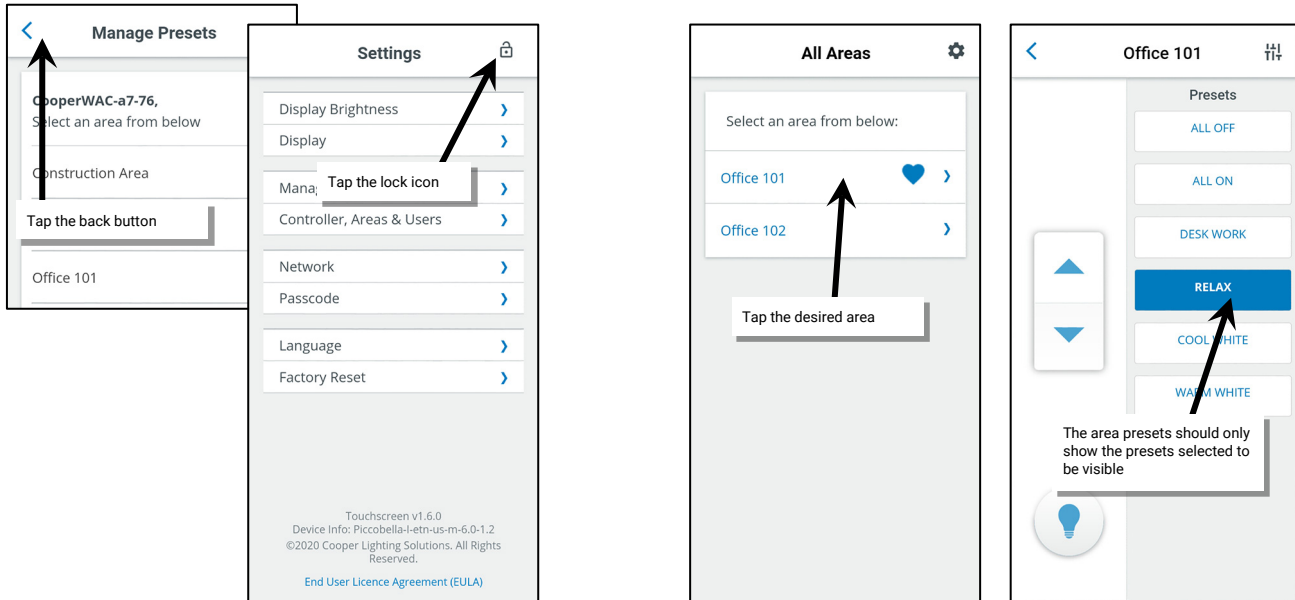 Manage Presets
CooperWAC-a7-76,
Select an area from below
Construction Area
Tap the back button
Office 101
Settings
Display Brightness
Display
Tap the lock icon
Controller, Areas & Users
Network
Passcode
Language
Factory Reset
Touchscreen v1.6.0
Device Info: Piccobella-I-etn-us-m-6.0-1.2
©2020 Cooper Lighting Solutions. All Rights
Reserved.
End User Licence Agreement (EULA)
All Areas
Select an area from below:
Office 101
Office 102
Tap the desired area
Office 101
Presets
ALL OFF
ALL ON
DESK WORK
RELAX
COOL WHITE
WARM WHITE
The area presets should only
show the presets selected to
be visible